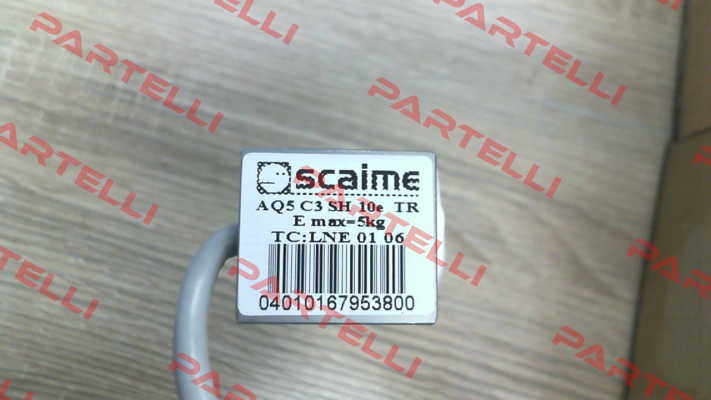 scaime
AQ5 C3 SH 10e TR
E max=5kg
TC:LNE 01 06
04010167953800
PARTELLI
PARTELLI
PARTELLI
PARTELLI
PARTELLI
PARTELLI
PARTELLI
PARTELLI